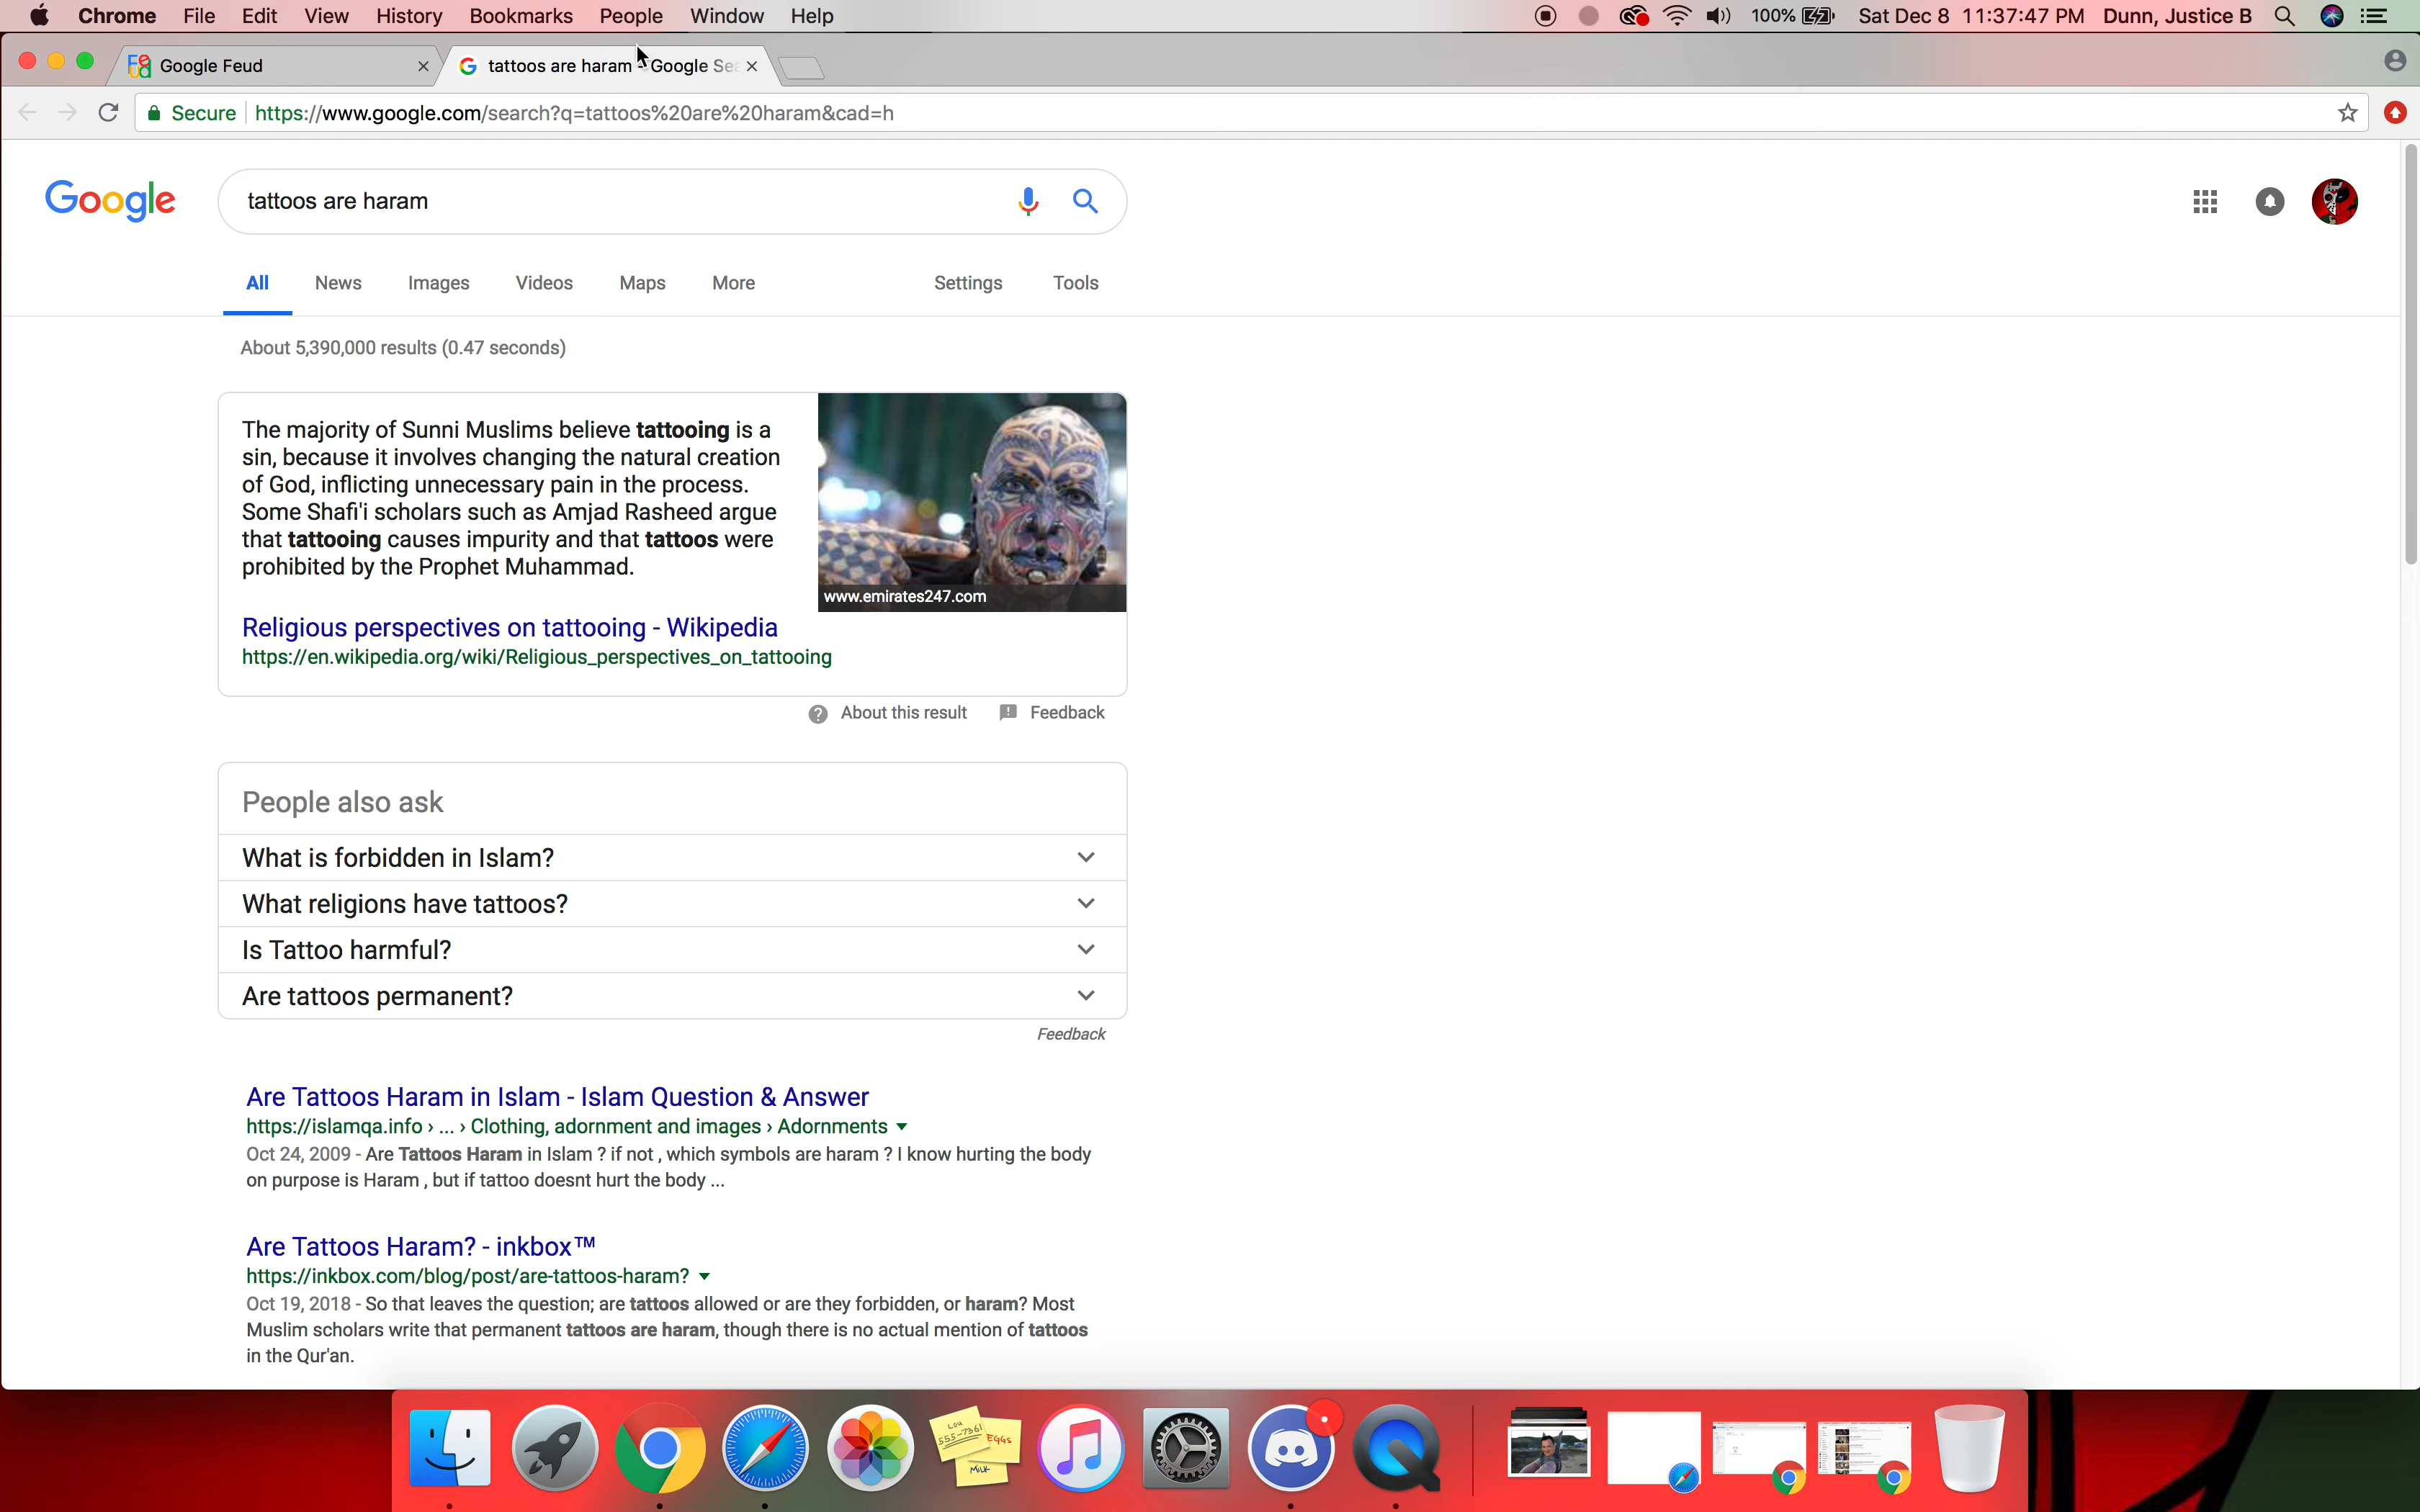 Chrome File Edit View History Bookmarks People Window Help 100% Sat Dec 8 11:37:47 PM Dunn, Justice B
Google Feud
tattoos are haram - Google Sea
Secure https://www.google.com/search?q=tattoos%20are%20haram&cad=h
Google
tattoos are haram
All News Images Videos Maps More Settings Tools
About 5,390,000 results (0.47 seconds)
The majority of Sunni Muslims believe tattooing is a
sin, because it involves changing the natural creation
of God, inflicting unnecessary pain in the process.
Some Shafi'i scholars such as Amjad Rasheed argue
that tattooing causes impurity and that tattoos were
prohibited by the Prophet Muhammad.
www.emirates247.com
Religious perspectives on tattooing - Wikipedia
https://en.wikipedia.org/wiki/Religious_perspectives_on_tattooing
About this result Feedback
People also ask
What is forbidden in Islam?
What religions have tattoos?
Is Tattoo harmful?
Are tattoos permanent?
Feedback
Are Tattoos Haram in Islam - Islam Question & Answer
https://islamqa.info › ... › Clothing, adornment and images › Adornments
Oct 24, 2009 - Are Tattoos Haram in Islam ? if not , which symbols are haram ? I know hurting the body
on purpose is Haram , but if tattoo doesnt hurt the body ...
Are Tattoos Haram? - inkbox™
https://inkbox.com/blog/post/are-tattoos-haram?
Oct 19, 2018 - So that leaves the question; are tattoos allowed or are they forbidden, or haram? Most
Muslim scholars write that permanent tattoos are haram, though there is no actual mention of tattoos
in the Qur'an.
LOU
555-7361
EGGS
MILK